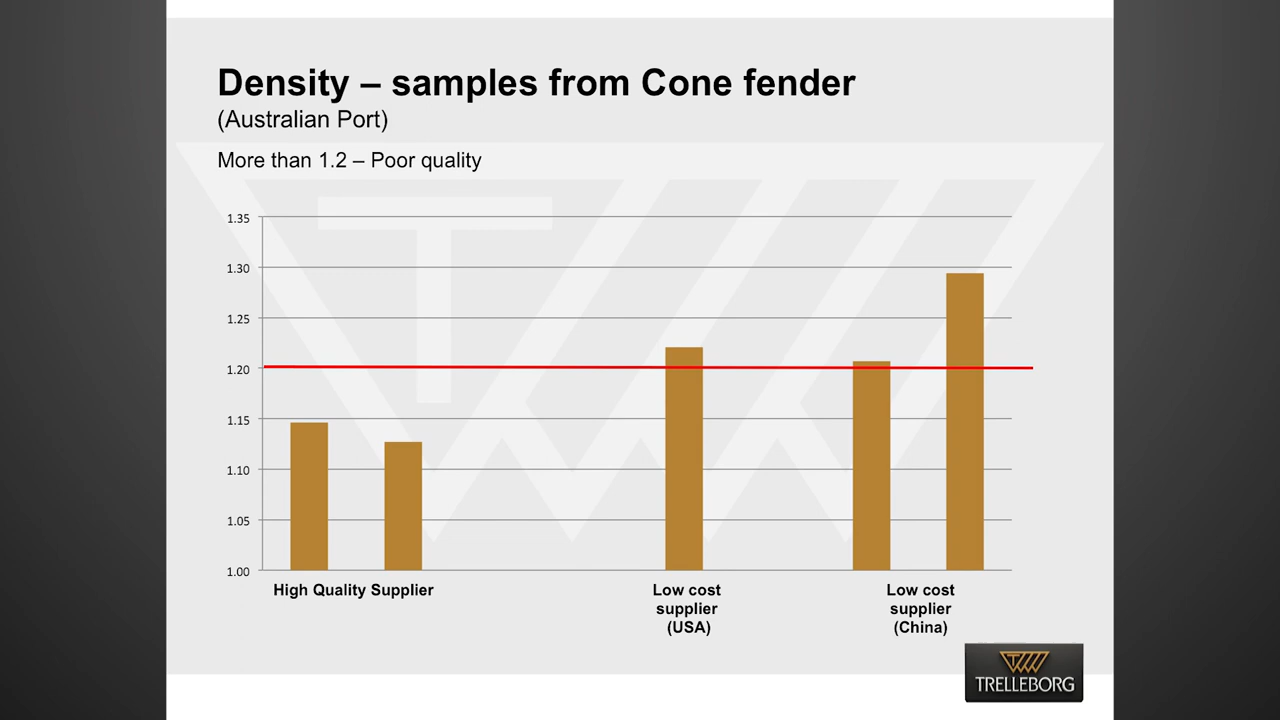 Density – samples from Cone fender
(Australian Port)
More than 1.2 – Poor quality
1.35
1.30
1.25
1.20
1.15
1.10
1.05
1.00
High Quality Supplier
Low cost
supplier
(USA)
Low cost
supplier
(China)
TRELLEBORG